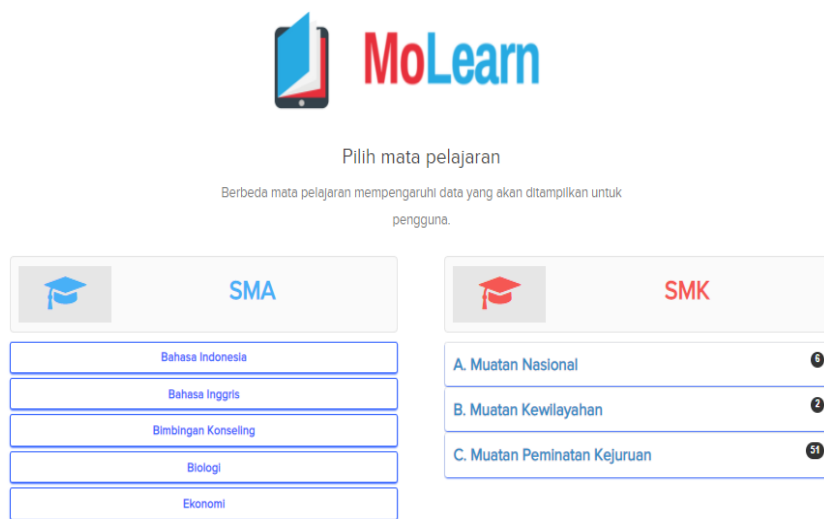 MoLearn
Pilih mata pelajaran
Berbeda mata pelajaran mempengaruhi data yang akan ditampilkan untuk
pengguna.
SMA
Bahasa Indonesia
Bahasa Inggris
Bimbingan Konseling
Biologi
Ekonomi
SMK
A. Muatan Nasional 6
B. Muatan Kewilayahan 2
C. Muatan Peminatan Kejuruan 51